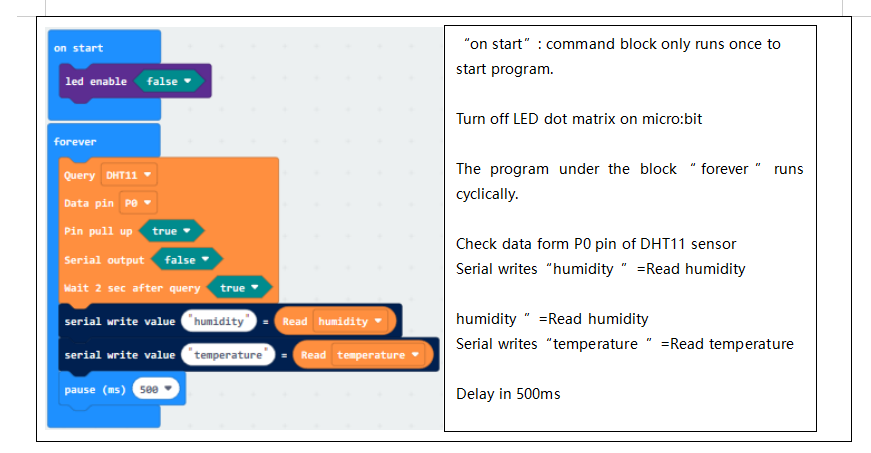 on start
led enable false
forever
Query DHT11
Data pin P0
Pin pull up true
Serial output false
Wait 2 sec after query true
serial write value "humidity" = Read humidity
serial write value "temperature" = Read temperature
pause (ms) 500
“on start”: command block only runs once to
start program.
Turn off LED dot matrix on micro:bit
The program under the block “forever” runs
cyclically.
Check data form P0 pin of DHT11 sensor
Serial writes “humidity ”=Read humidity
humidity ”=Read humidity
Serial writes “temperature ”=Read temperature
Delay in 500ms